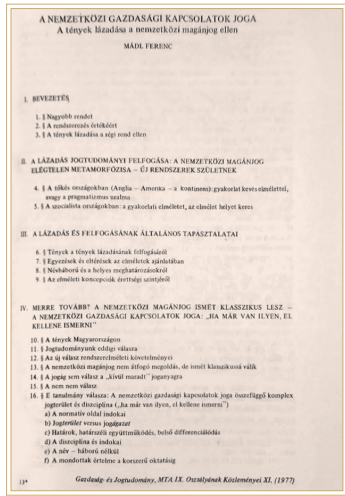 A NEMZETKÖZI GAZDASÁGI KAPCSOLATOK JOGA
A tények lázadása a nemzetközi magánjog ellen
MÁDL FERENC
I. BEVEZETÉS
1. § Nagyobb rendet
2. § A rendszerezés értékéért
3. § A tények lázadása a régi rend ellen
II. A LÁZADÁS JOGTUDOMÁNYI FELFOGÁSA: A NEMZETKÖZI MAGÁNJOG
ELÉGTELEN METAMORFÓZISA – ÚJ RENDSZEREK SZÜLETNEK
4. § A tőkés országokban (Anglia – Amerika – a kontinens): gyakorlat kevés elmélettel,
avagy a pragmatizmus uralma
5. § A szocialista országokban: a gyakorlati elméletet, az elmélet helyet keres
III. A LÁZADÁS ÉS FELFOGÁSÁNAK ÁLTALÁNOS TAPASZTALATAI
6. § Tények a tények lázadásának felfogásáról
7. § Egyezések és eltérések az elméletek ajánlatában
8. § Névháború és a helyes meghatározásokról
9. § Az elméleti koncepciók érettségi szintjéről
IV. MERRE TOVÁBB? A NEMZETKÖZI MAGÁNJOG ISMÉT KLASSZIKUS LESZ –
A NEMZETKÖZI GAZDASÁGI KAPCSOLATOK JOGA: „HA MÁR VAN ILYEN, EL
KELLENE ISMERNI”
10. § A tények Magyarországon
11. § Jogtudományunk eddigi válasza
12. § Az új válasz rendszerelméleti követelményei
13. § A nemzetközi magánjog nem átfogó megoldás, de ismét klasszikussá válik
14. § A jogág sem válasz a „kívül maradt” joganyagra
15. § A nem nem válasz
16. § E tanulmány válasza: A nemzetközi gazdasági kapcsolatok joga összefüggő komplex
jogterület és diszciplína („ha már van ilyen, el kellene ismerni”)
a) A normatív oldal indokai
b) Jogterület versus jogágazat
c) Határok, határszéli együttműködés, belső differenciálódás
d) A diszciplína és indokai
e) A név – háború nélkül
f) A mondottak értelme a korszerű oktatásig
Gazdaság- és Jogtudomány, MTA IX. Osztályának Közleményei XI. (1977)